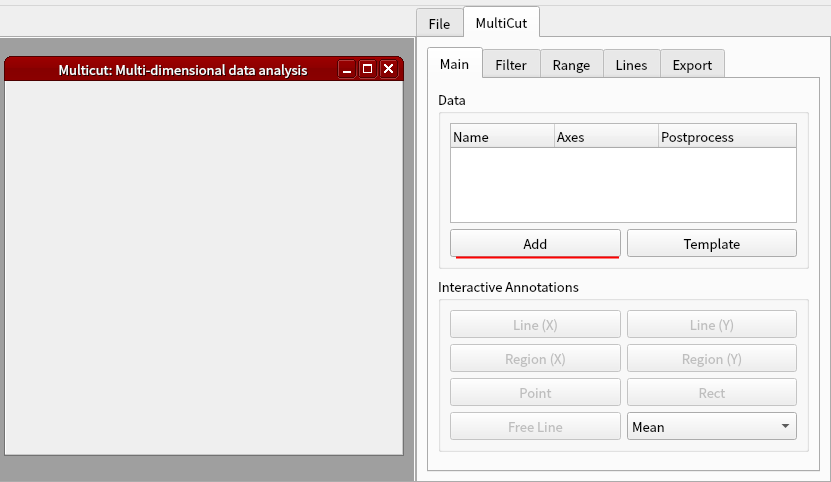 File MultiCut
Multicut: Multi-dimensional data analysis
Main Filter Range Lines Export
Data
Name Axes Postprocess
Add Template
Interactive Annotations
Line (X) Line (Y)
Region (X) Region (Y)
Point Rect
Free Line Mean